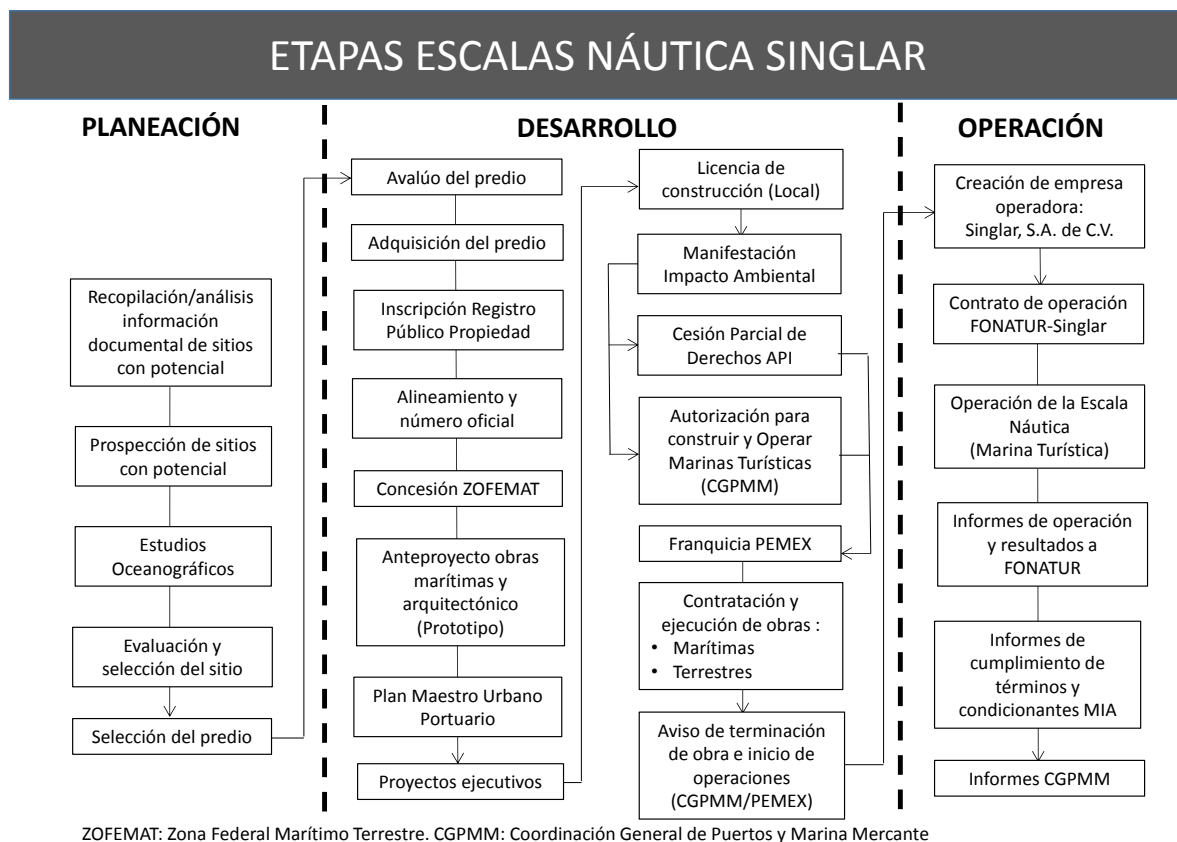 ETAPAS ESCALAS NÁUTICA SINGLAR
PLANEACIÓN
Recopilación/análisis
información
documental de sitios
con potencial
Prospección de sitios
con potencial
Estudios
Oceanográficos
Evaluación y
selección del sitio
Selección del predio
DESARROLLO
Avalúo del predio
Adquisición del predio
Inscripción Registro
Público Propiedad
Alineamiento y
número oficial
Concesión ZOFEMAT
Anteproyecto obras
marítimas y
arquitectónico
(Prototipo)
Plan Maestro Urbano
Portuario
Proyectos ejecutivos
Licencia de
construcción (Local)
Manifestación
Impacto Ambiental
Cesión Parcial de
Derechos API
Autorización para
construir y Operar
Marinas Turísticas
(CGPMM)
Franquicia PEMEX
Contratación y
ejecución de obras :
• Marítimas
• Terrestres
Aviso de terminación
de obra e inicio de
operaciones
(CGPMM/PEMEX)
OPERACIÓN
Creación de empresa
operadora:
Singlar, S.A. de C.V.
Contrato de operación
FONATUR-Singlar
Operación de la Escala
Náutica
(Marina Turística)
Informes de operación
y resultados a
FONATUR
Informes de
cumplimiento de
términos y
condicionantes MIA
Informes CGPMM
ZOFEMAT: Zona Federal Marítimo Terrestre. CGPMM: Coordinación General de Puertos y Marina Mercante